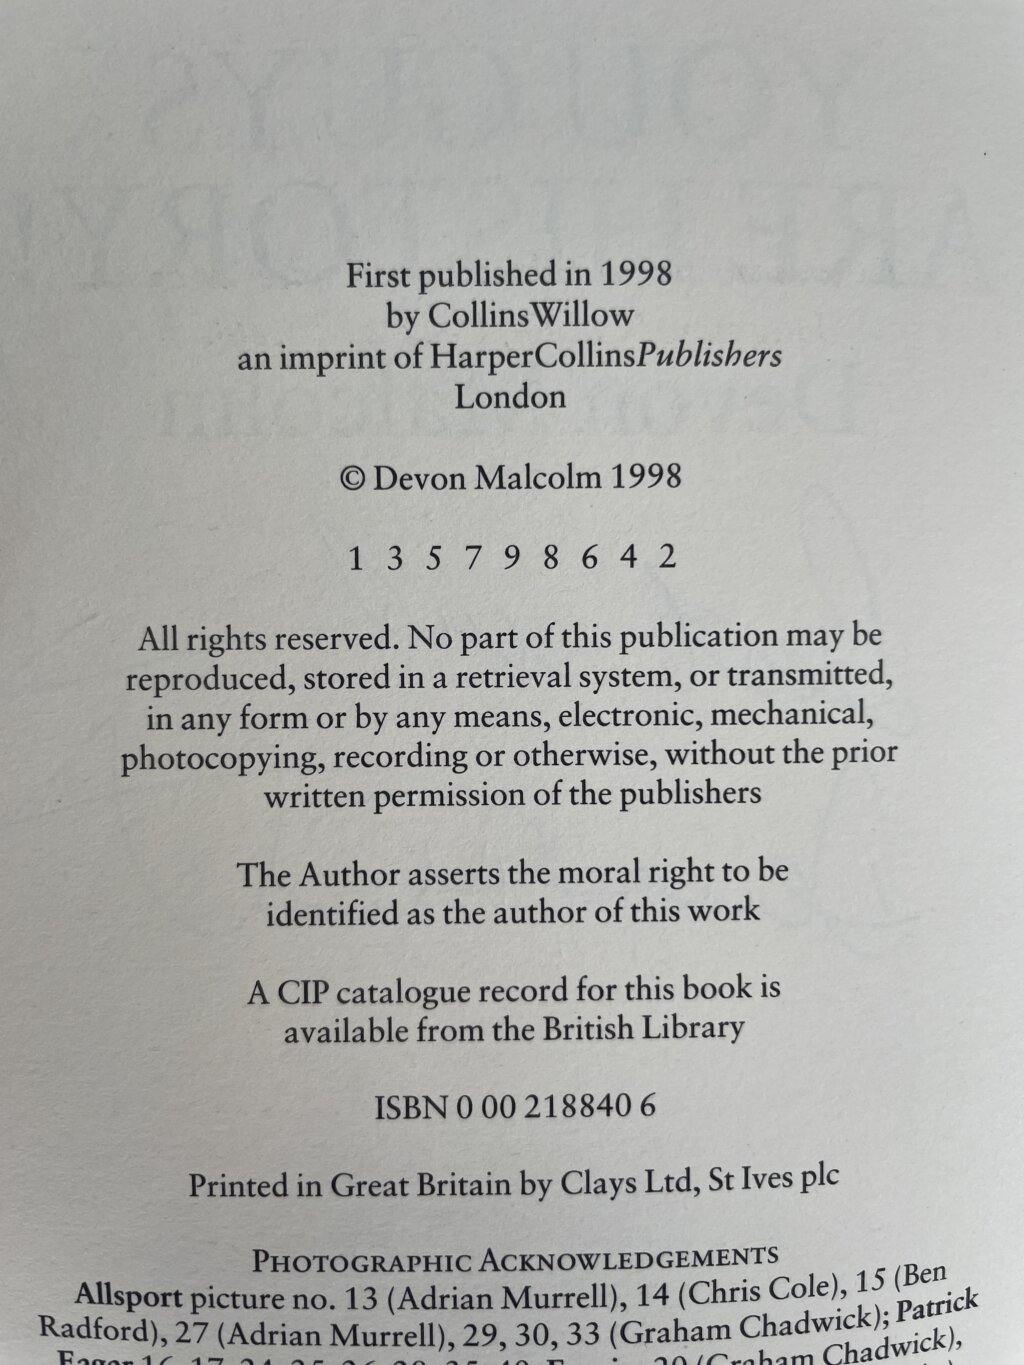 First published in 1998
by CollinsWillow
an imprint of HarperCollinsPublishers
London
© Devon Malcolm 1998
1 3 5 7 9 8 6 4 2
All rights reserved. No part of this publication may be
reproduced, stored in a retrieval system, or transmitted,
in any form or by any means, electronic, mechanical,
photocopying, recording or otherwise, without the prior
written permission of the publishers
The Author asserts the moral right to be
identified as the author of this work
A CIP catalogue record for this book is
available from the British Library
ISBN 0 00 218840 6
Printed in Great Britain by Clays Ltd, St Ives plc
PHOTOGRAPHIC ACKNOWLEDGEMENTS
Allsport picture no. 13 (Adrian Murrell), 14 (Chris Cole), 15 (Ben
Radford), 27 (Adrian Murrell), 29, 30, 33 (Graham Chadwick); Patrick
(Graham Chadwick),